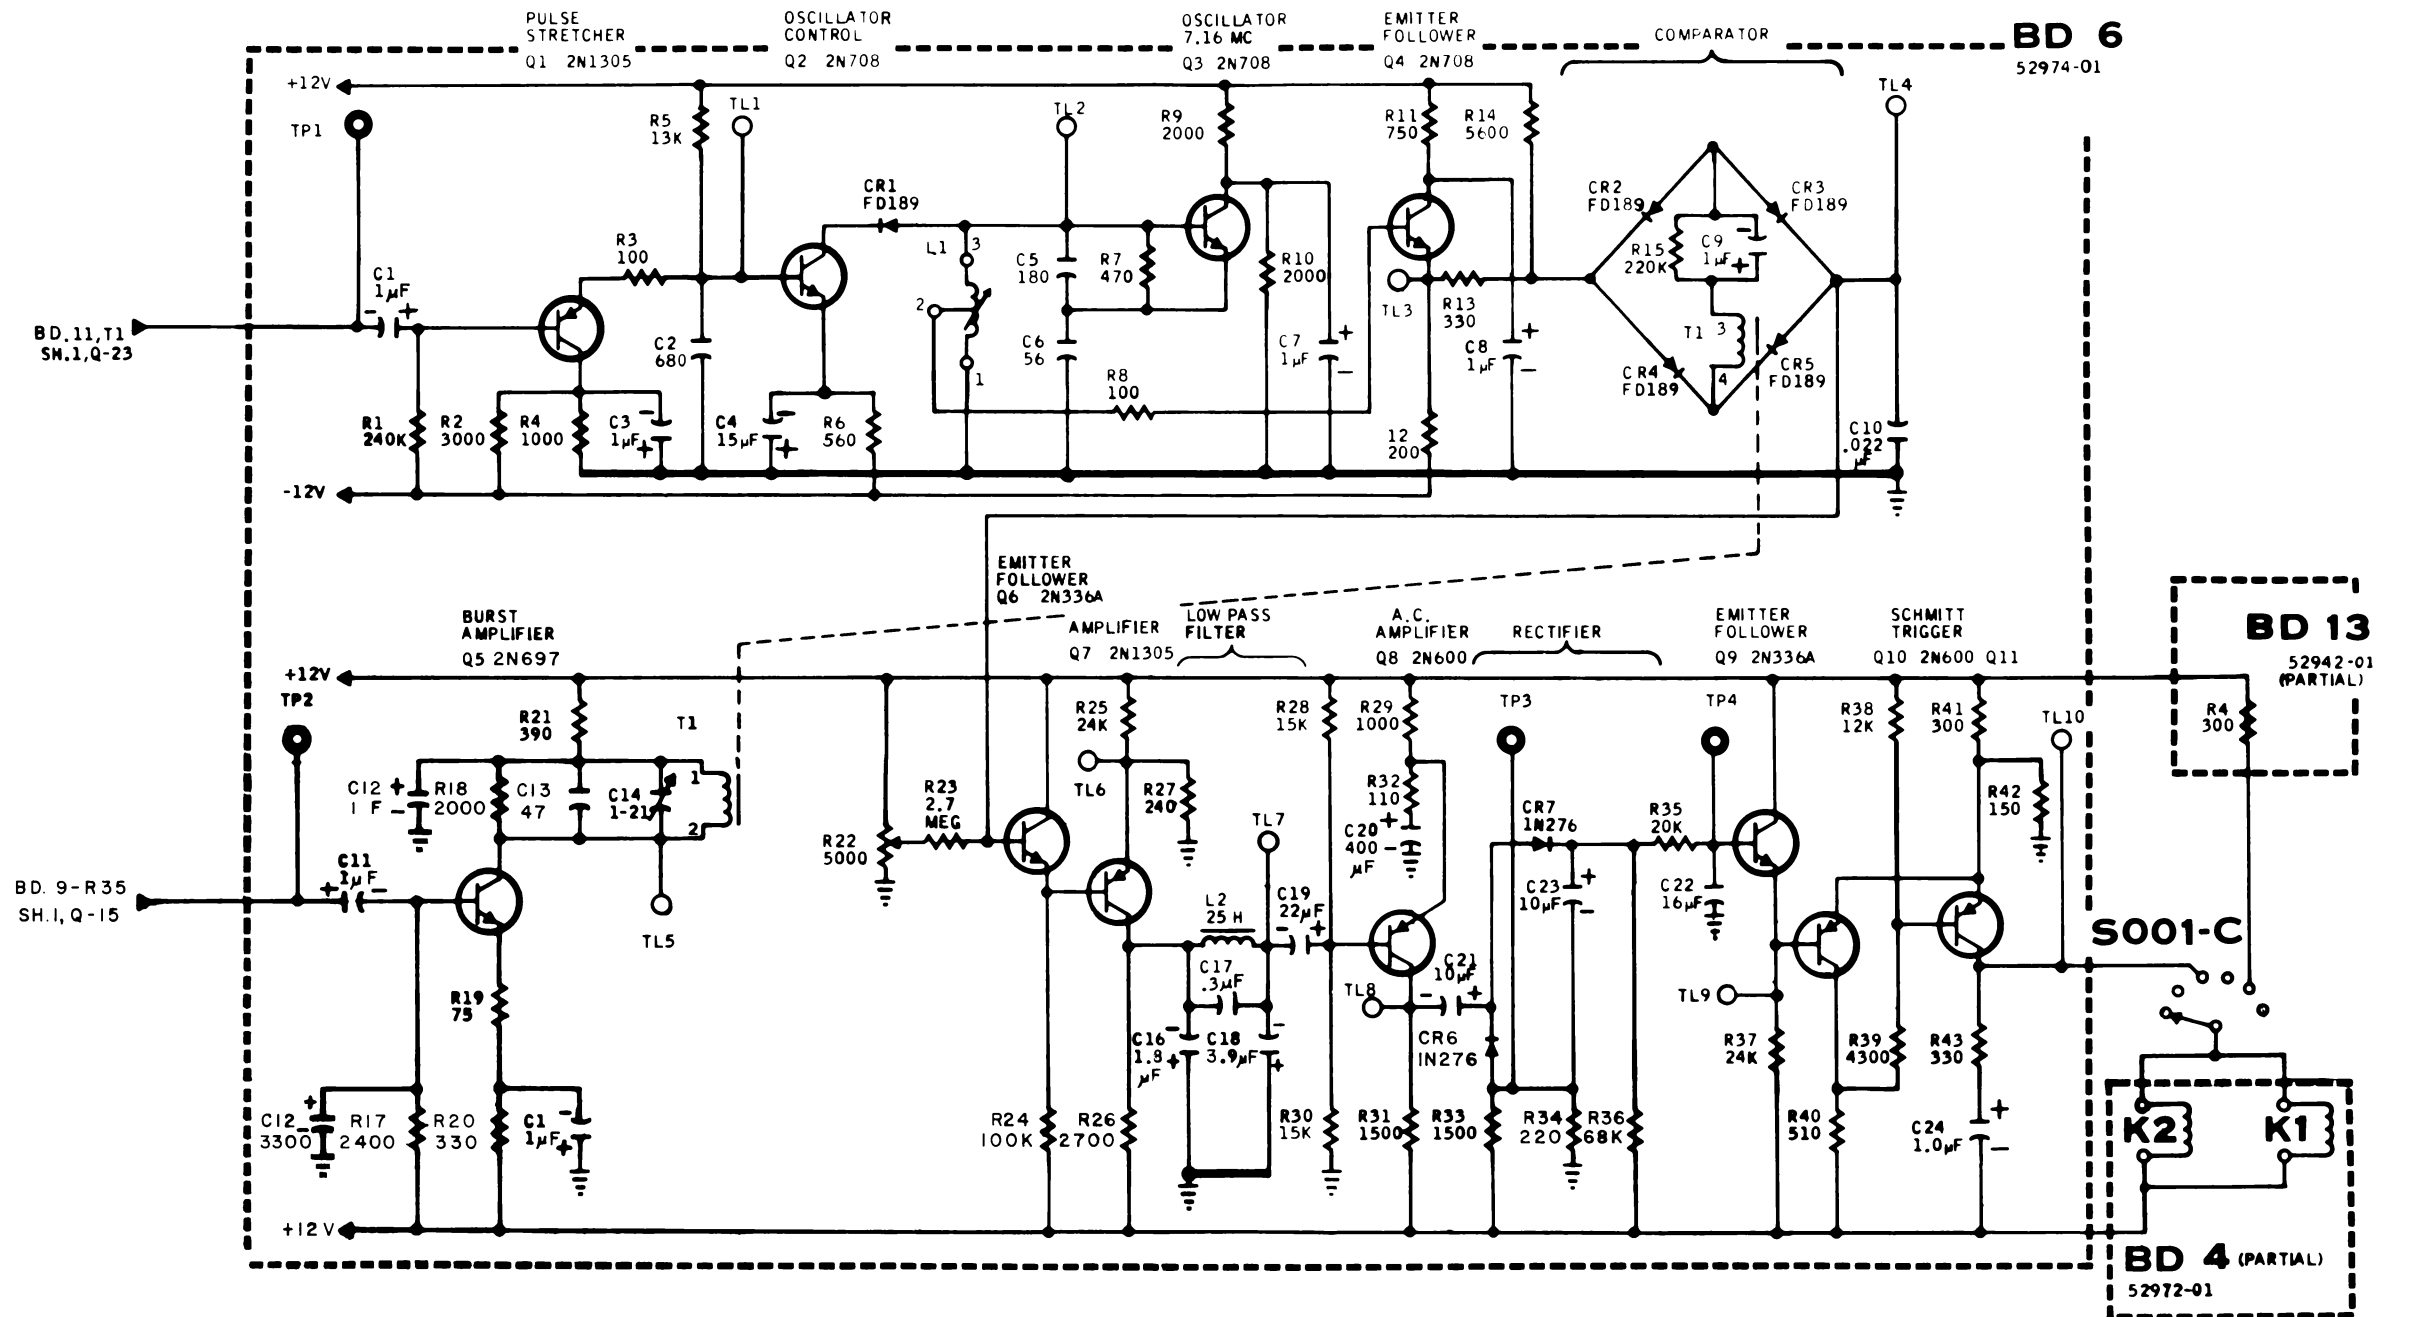 PULSE
STRETCHER
Q1 2N1305
OSCILLATOR
CONTROL
Q2 2N708
OSCILLATOR
7.16 MC
Q3 2N708
EMITTER
FOLLOWER
Q4 2N708
COMPARATOR
BD 6
52974-01
+12V
TP1
R5
13K
TL1
TL2
R9
2000
R11
750
R14
5600
TL4
CR1
FD189
CR2
FD189
CR3
FD189
R3
100
L1
3
2
1
C5
180
R7
470
R10
2000
R15
220K
C9
1µF
-
+
C1
1µF
- +
TL3
R13
330
BD.11,T1
SH.1,Q-23
C2
680
C6
56
C7
1µF
+
-
C8
1µF
+
-
T1
3
4
CR4
FD189
CR5
FD189
R8
100
R1
240K
R2
3000
R4
1000
C3
1µF
-
+
C4
15µF
-
+
R6
560
12
200
C10
.022
µF
-12V
EMITTER
FOLLOWER
Q6 2N336A
BURST
AMPLIFIER
Q5 2N697
AMPLIFIER
Q7 2N1305
LOW PASS
FILTER
A.C.
AMPLIFIER
Q8 2N600
RECTIFIER
EMITTER
FOLLOWER
Q9 2N336A
SCHMITT
TRIGGER
Q10 2N600 Q11
BD 13
52942-01
(PARTIAL)
+12V
TP2
R21
390
T1
1
2
R25
24K
R28
15K
R29
1000
TP3
TP4
R38
12K
R41
300
TL10
R4
300
C12
1 F
+
-
R18
2000
C13
47
C14
1-21
R23
2.7
MEG
TL6
R27
240
R32
110
C20
400
µF
+
-
CR7
1N276
R35
20K
R42
150
R22
5000
TL7
C11
1µF
+ -
BD. 9-R35
SH.1, Q-15
TL5
L2
25 H
C19
22µF
- +
C23
10µF
+
-
C22
16µF
S001-C
C17
.3µF
TL8
C21
10µF
- +
TL9
R19
75
C16
1.8
µF
-
+
C18
3.9µF
-
+
CR6
1N276
R37
24K
R39
4300
R43
330
C12
3300
+
-
R17
2400
R20
330
C1
1µF
-
+
R24
100K
R26
2700
R30
15K
R31
1500
R33
1500
R34
220
R36
68K
R40
510
C24
1.0µF
+
-
K2
K1
+12 V
BD 4 (PARTIAL)
52972-01